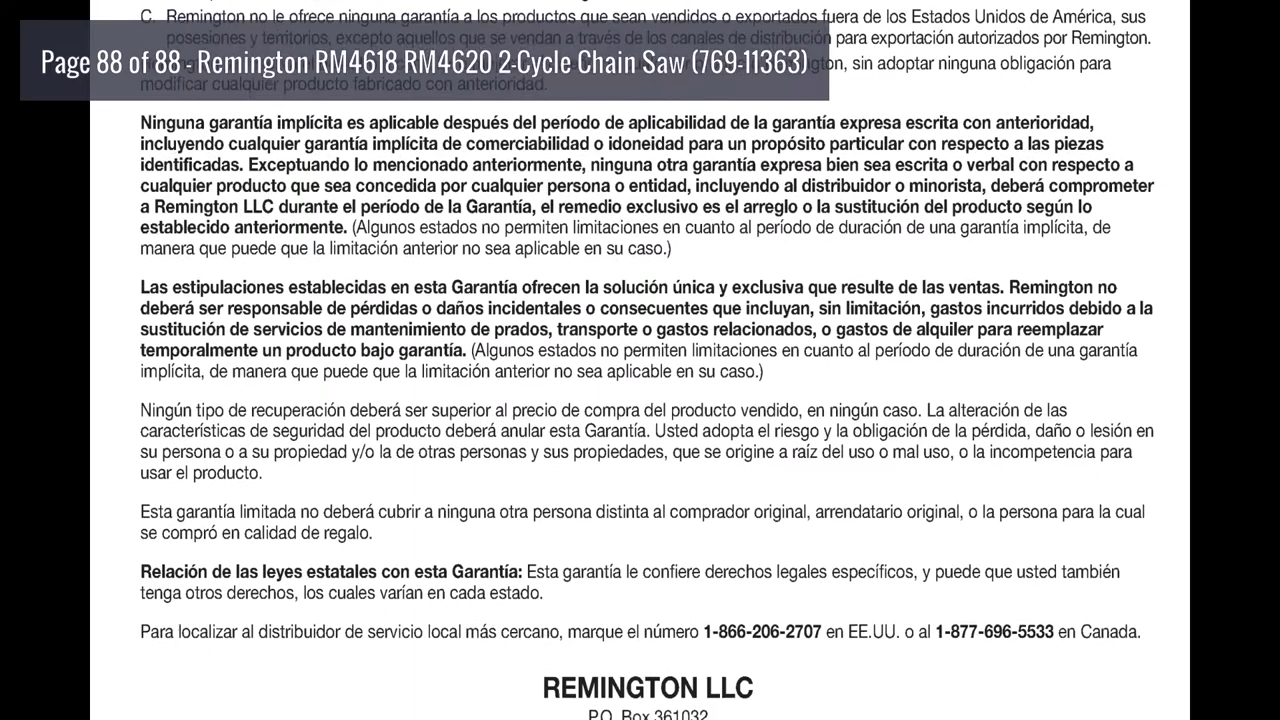 C. Remington no le ofrece ninguna garantía a los productos que sean vendidos o exportados fuera de los Estados Unidos de América, sus
posesiones y territorios, excepto aquellos que se vendan a través de los canales de distribución para exportación autorizados por Remington.
Page 88 of 88 - Remington RM4618 RM4620 2-Cycle Chain Saw (769-11363)
sin adoptar ninguna obligación para
modificar cualquier producto fabricado con anterioridad.
Ninguna garantía implícita es aplicable después del período de aplicabilidad de la garantía expresa escrita con anterioridad,
incluyendo cualquier garantía implícita de comerciabilidad o idoneidad para un propósito particular con respecto a las piezas
identificadas. Exceptuando lo mencionado anteriormente, ninguna otra garantía expresa bien sea escrita o verbal con respecto a
cualquier producto que sea concedida por cualquier persona o entidad, incluyendo al distribuidor o minorista, deberá comprometer
a Remington LLC durante el período de la Garantía, el remedio exclusivo es el arreglo o la sustitución del producto según lo
establecido anteriormente. (Algunos estados no permiten limitaciones en cuanto al período de duración de una garantía implícita, de
manera que puede que la limitación anterior no sea aplicable en su caso.)
Las estipulaciones establecidas en esta Garantía ofrecen la solución única y exclusiva que resulte de las ventas. Remington no
deberá ser responsable de pérdidas o daños incidentales o consecuentes que incluyan, sin limitación, gastos incurridos debido a la
sustitución de servicios de mantenimiento de prados, transporte o gastos relacionados, o gastos de alquiler para reemplazar
temporalmente un producto bajo garantía. (Algunos estados no permiten limitaciones en cuanto al período de duración de una garantía
implícita, de manera que puede que la limitación anterior no sea aplicable en su caso.)
Ningún tipo de recuperación deberá ser superior al precio de compra del producto vendido, en ningún caso. La alteración de las
características de seguridad del producto deberá anular esta Garantía. Usted adopta el riesgo y la obligación de la pérdida, daño o lesión en
su persona o a su propiedad y/o la de otras personas y sus propiedades, que se origine a raíz del uso o mal uso, o la incompetencia para
usar el producto.
Esta garantía limitada no deberá cubrir a ninguna otra persona distinta al comprador original, arrendatario original, o la persona para la cual
se compró en calidad de regalo.
Relación de las leyes estatales con esta Garantía: Esta garantía le confiere derechos legales específicos, y puede que usted también
tenga otros derechos, los cuales varían en cada estado.
Para localizar al distribuidor de servicio local más cercano, marque el número 1-866-206-2707 en EE.UU. o al 1-877-696-5533 en Canada.
REMINGTON LLC
P.O. Box 361032